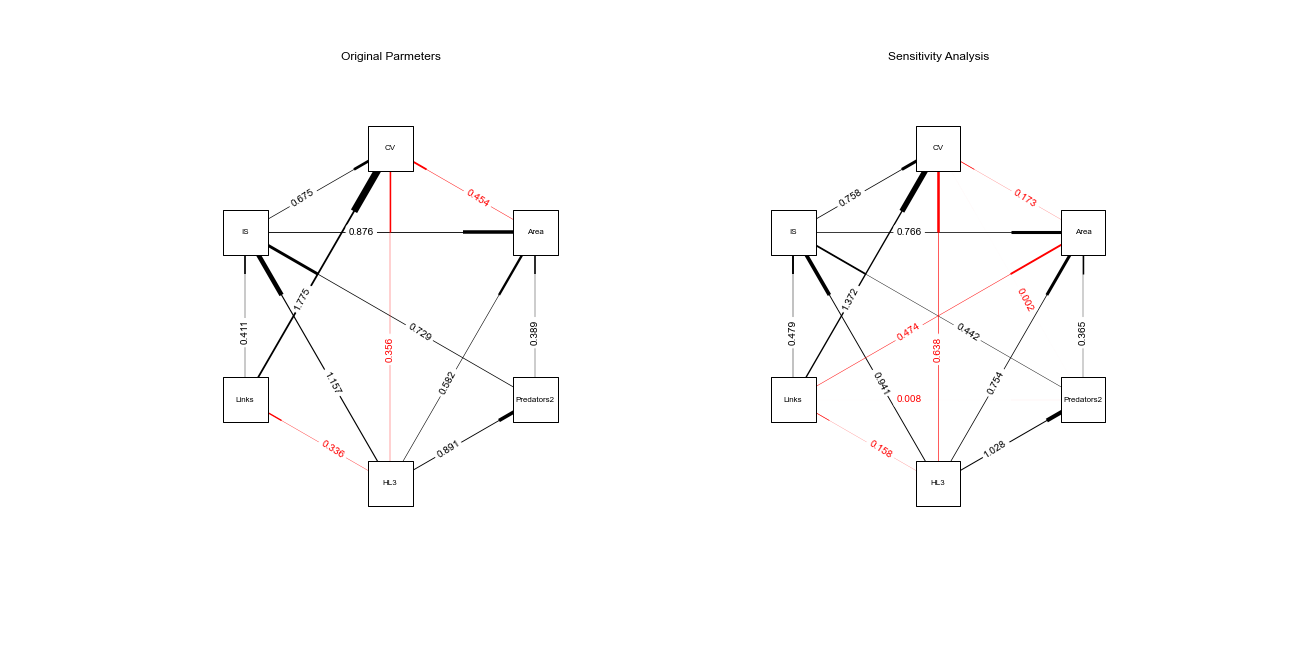 Original Parmeters
CV
0.675
0.454
IS
0.876
Area
1.775
0.411
0.729
0.389
0.356
1.157
0.582
Links
Predators2
0.336
0.891
HL3
Sensitivity Analysis
CV
0.758
0.173
IS
0.766
Area
1.372
0.002
0.479
0.474
0.442
0.365
0.638
0.941
0.754
Links
0.008
Predators2
0.158
1.028
HL3